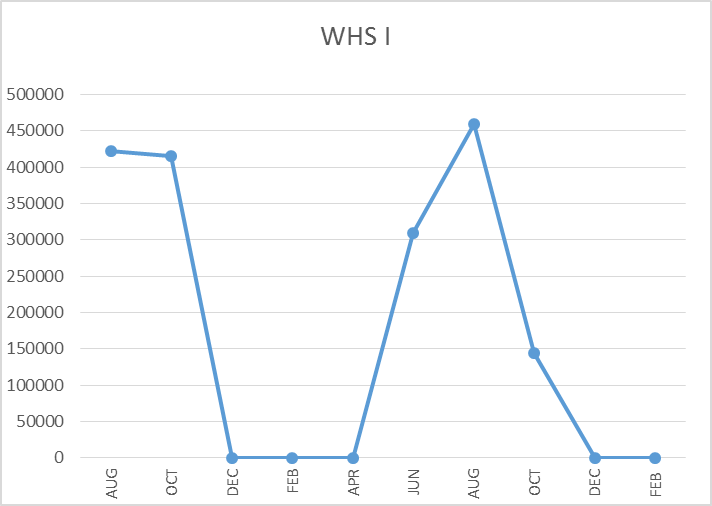 WHS I
500000
450000
400000
350000
300000
250000
200000
150000
100000
50000
0
AUG
OCT
DEC
FEB
APR
JUN
AUG
OCT
DEC
FEB